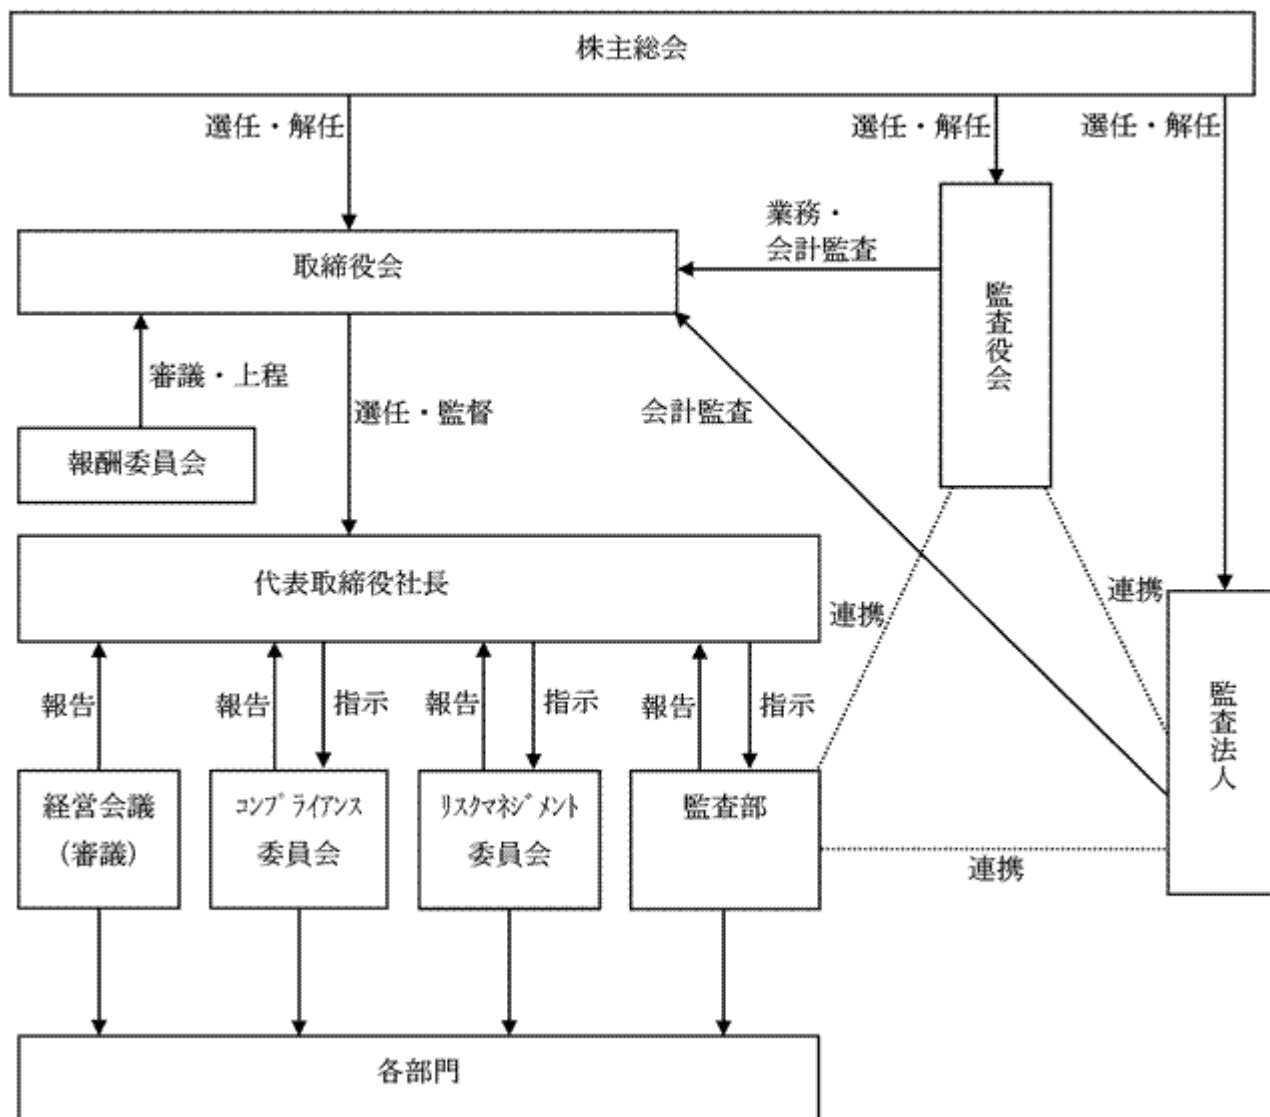 株主総会
選任・解任
選任・解任
選任・解任
業務・
会計監査
取締役会
監査役会
審議・上程
選任・監督
会計監査
報酬委員会
代表取締役社長
連携
連携
報告
報告
指示
報告
指示
報告
指示
監査法人
経営会議
(審議)
ｺﾝﾌﾟﾗｲｱﾝｽ
委員会
ﾘｽｸﾏﾈｼﾞﾒﾝﾄ
委員会
監査部
連携
各部門